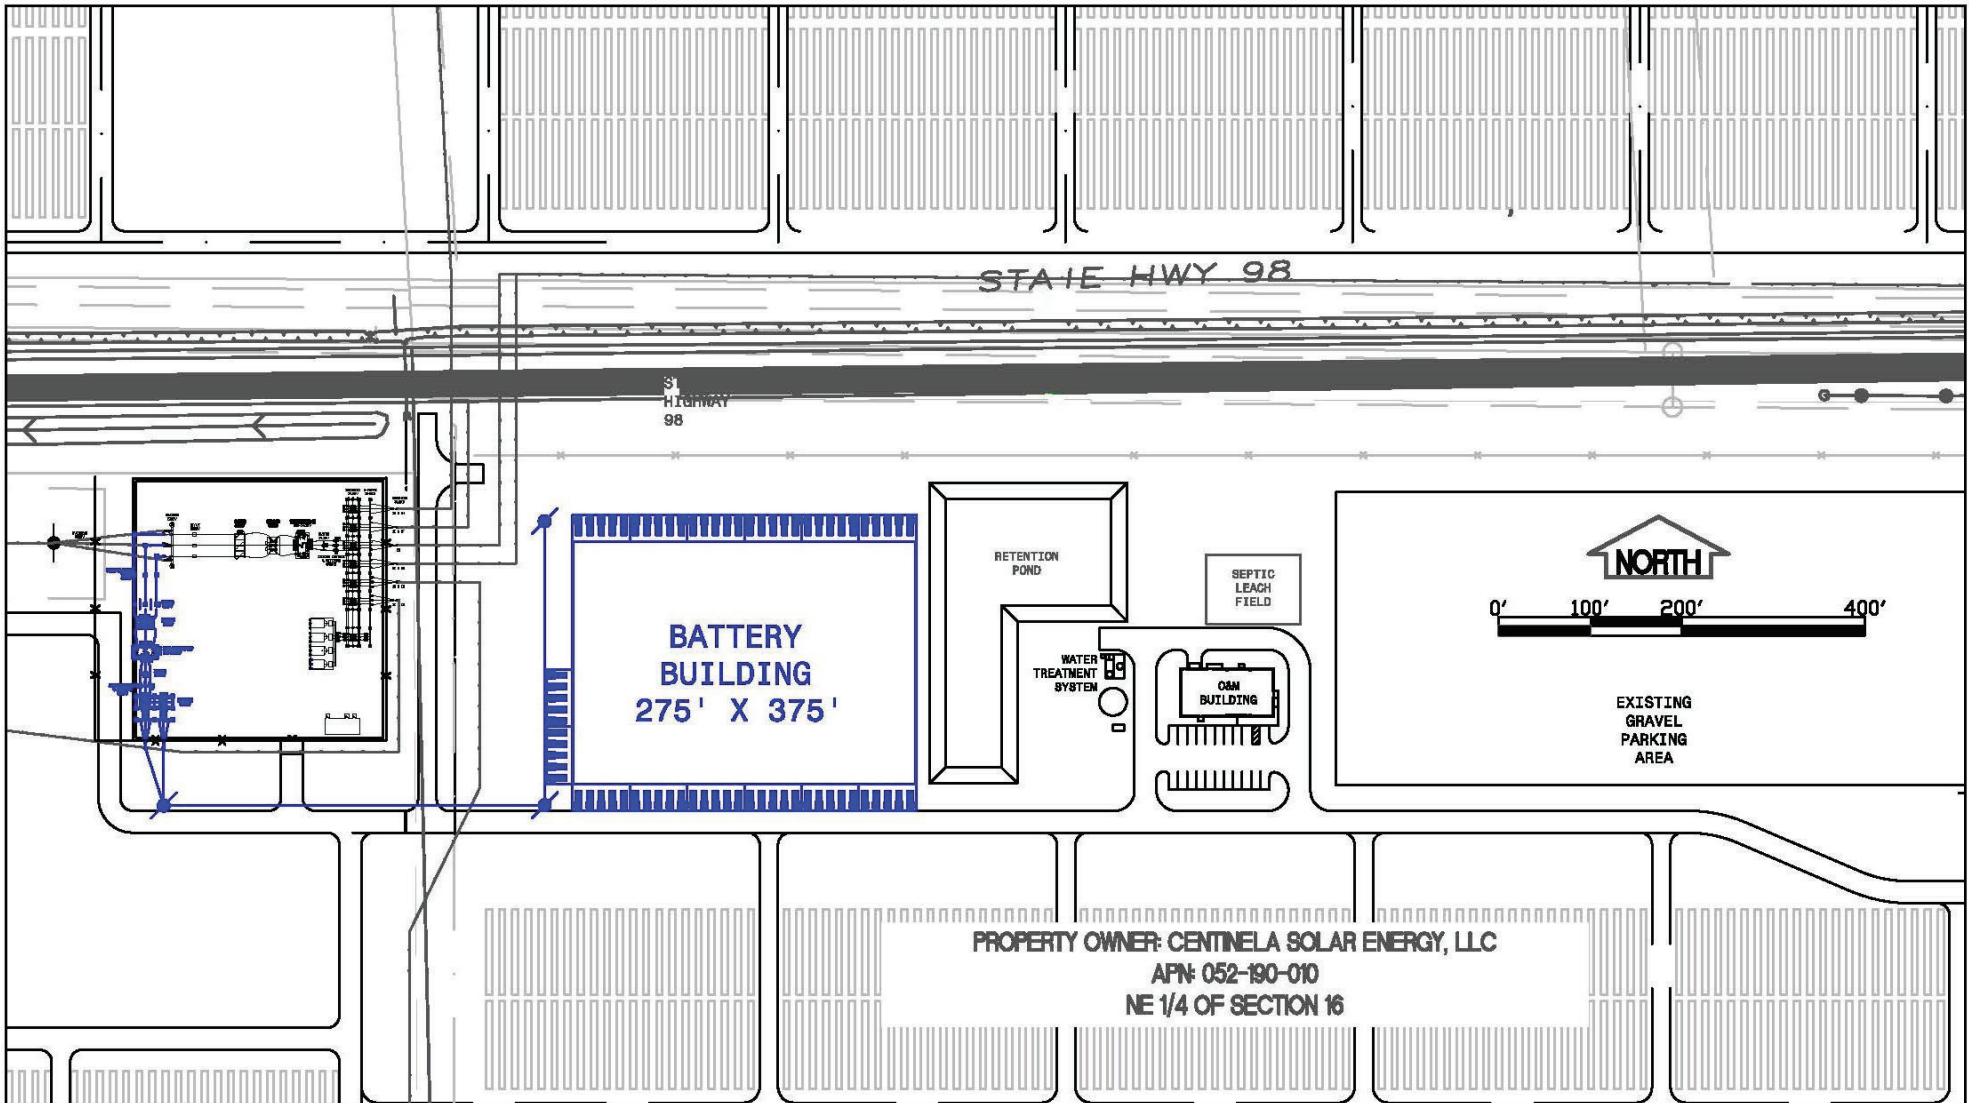 STATE HWY 98
ST
HIGHWAY
98
BATTERY
BUILDING
275' X 375'
RETENTION
POND
SEPTIC
LEACH
FIELD
WATER
TREATMENT
SYSTEM
O&M
BUILDING
NORTH
0' 100' 200' 400'
EXISTING
GRAVEL
PARKING
AREA
PROPERTY OWNER: CENTINELA SOLAR ENERGY, LLC
APN: 052-190-010
NE 1/4 OF SECTION 16